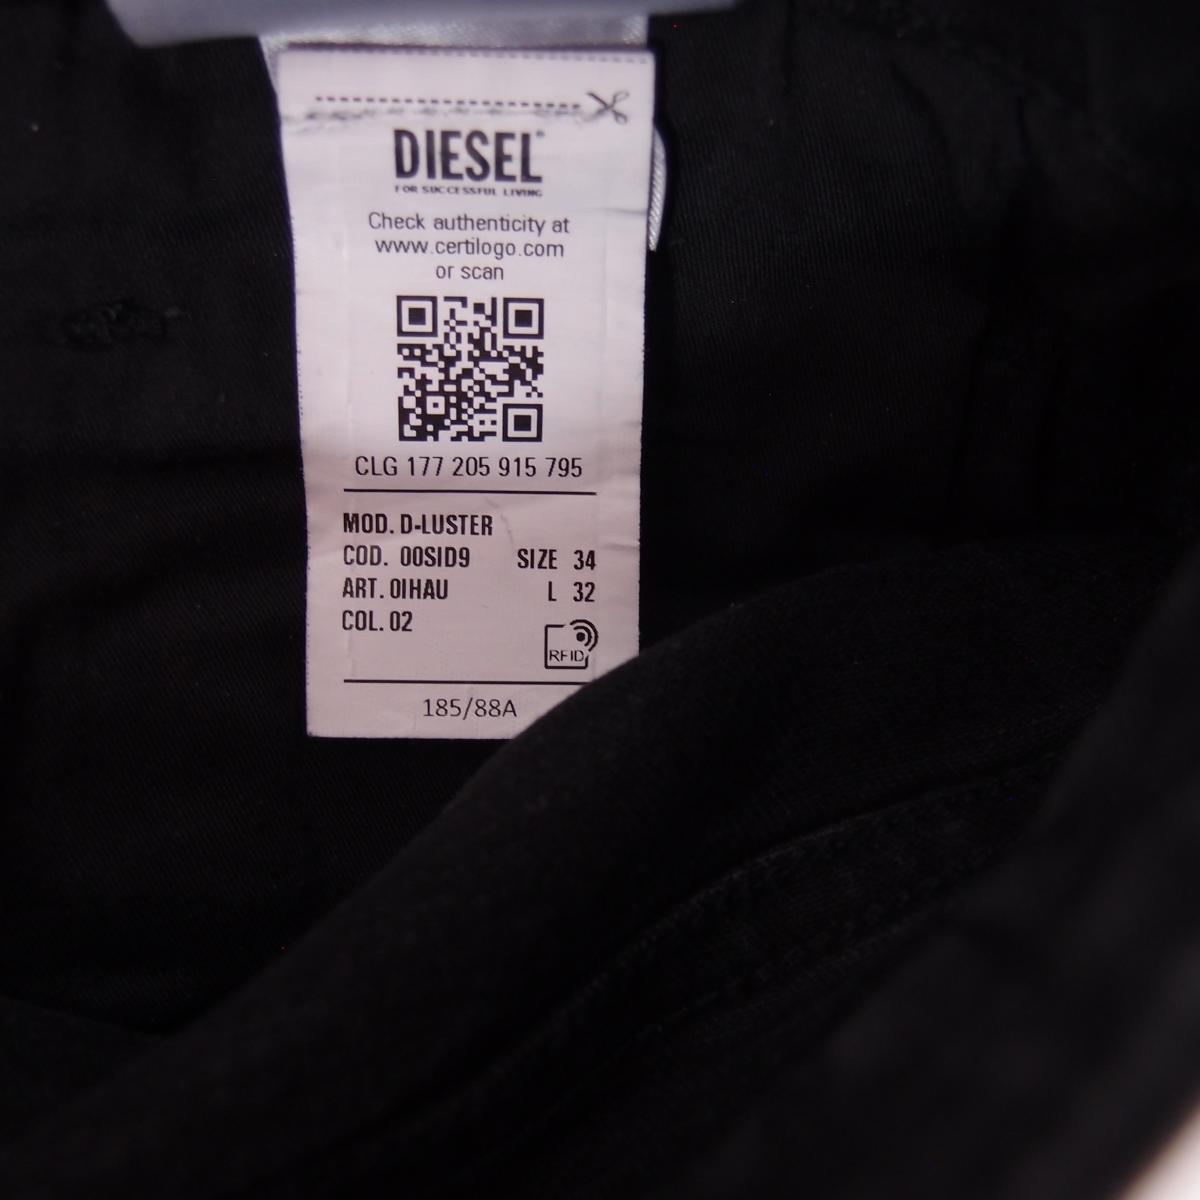 DIESEL
FOR SUCCESSFUL LIVING
Check authenticity at
www.certilogo.com
or scan
CLG 177 205 915 795
MOD. D-LUSTER
COD. 00SID9 SIZE 34
ART. 0IHAU L 32
COL. 02
RFID
185/88A